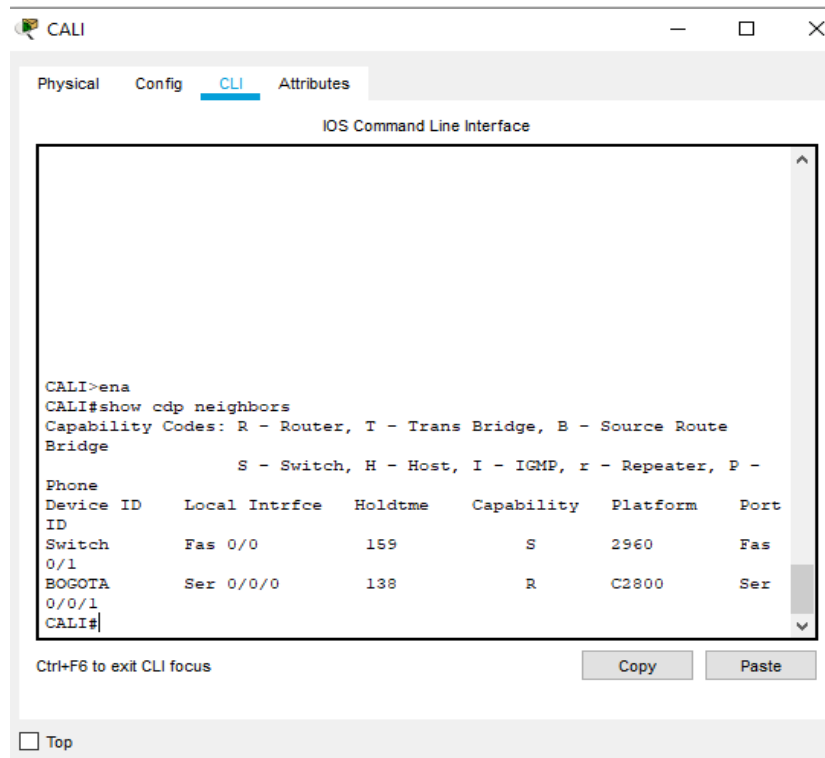 CALI
Physical Config CLI Attributes
IOS Command Line Interface
CALI>ena
CALI#show cdp neighbors
Capability Codes: R - Router, T - Trans Bridge, B - Source Route
Bridge
S - Switch, H - Host, I - IGMP, r - Repeater, P -
Phone
Device ID Local Intrfce Holdtme Capability Platform Port
ID
Switch Fas 0/0 159 S 2960 Fas
0/1
BOGOTA Ser 0/0/0 138 R C2800 Ser
0/0/1
CALI#
Ctrl+F6 to exit CLI focus Copy Paste
Top